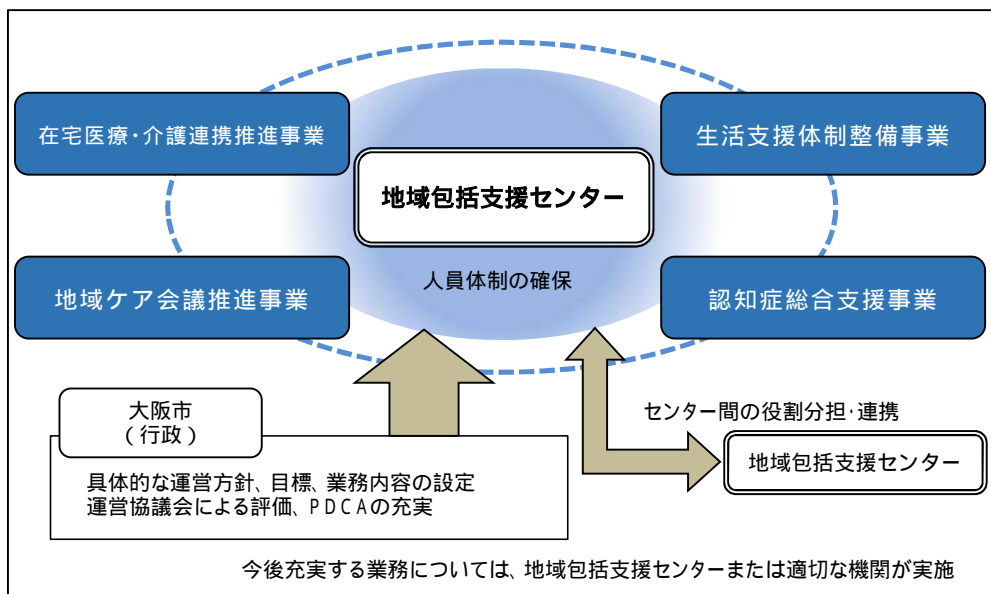 在宅医療・介護連携推進事業
生活支援体制整備事業
地域包括支援センター
人員体制の確保
地域ケア会議推進事業
認知症総合支援事業
大阪市
(行政)
具体的な運営方針、目標、業務内容の設定
運営協議会による評価、PDCAの充実
センター間の役割分担・連携
地域包括支援センター
今後充実する業務については、地域包括支援センターまたは適切な機関が実施